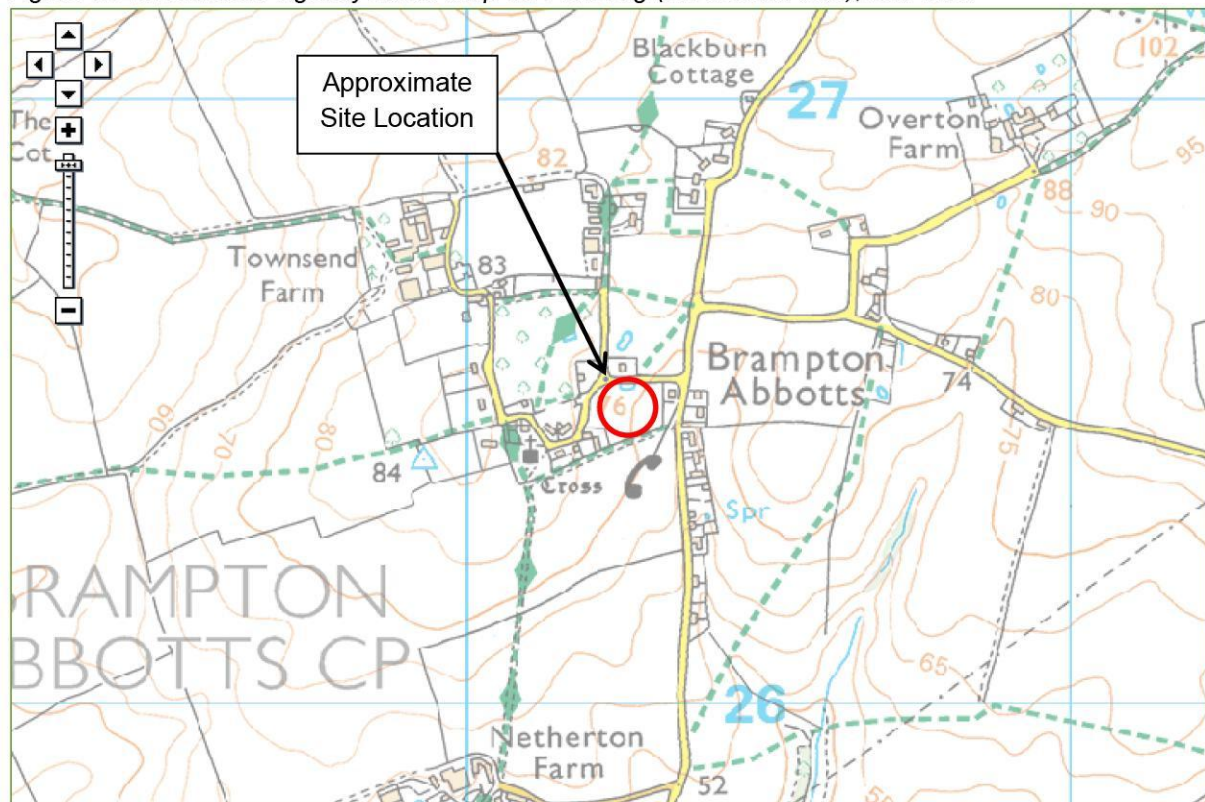 102
Blackburn
Cottage
Approximate
Site Location
27
The
Cot
Overton
Farm
82
95
88
90
Townsend
Farm
83
80
Brampton
Abbotts
74
76
60
70
80
75
84
Cross
Spr
RAMPTON
BBOTTS CP
65
26
Netherton
Farm
52